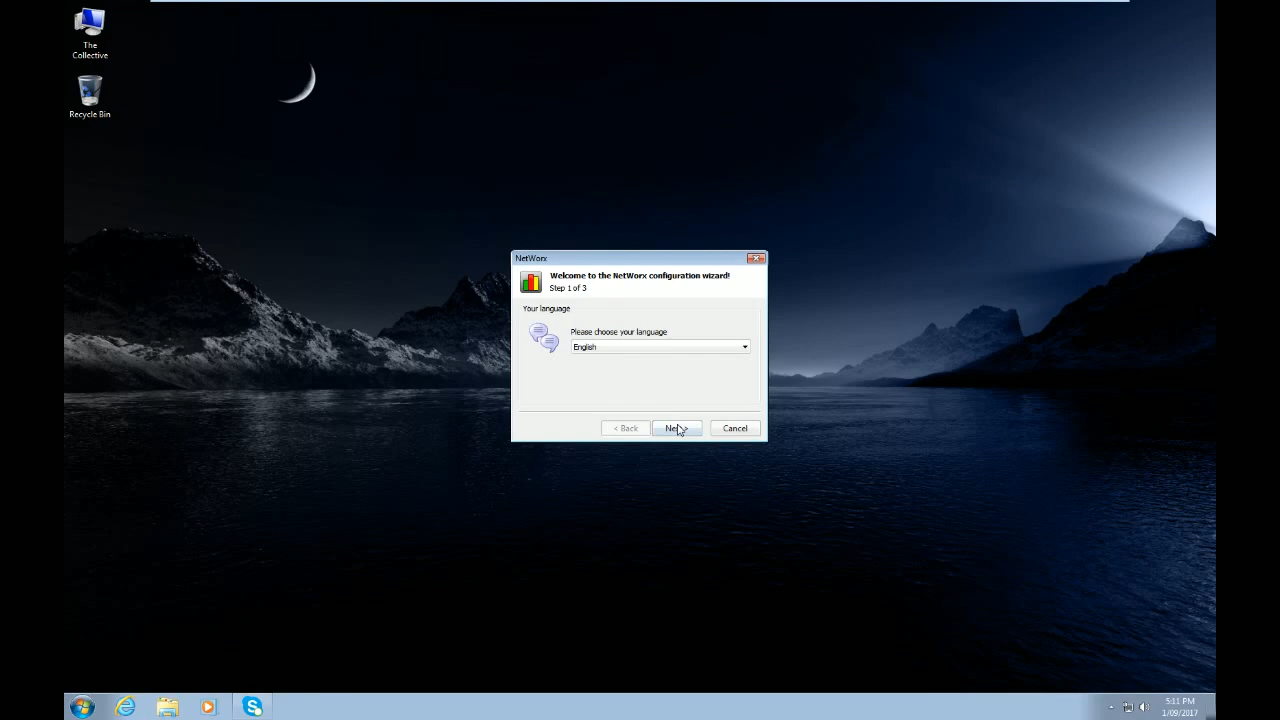 The
Collective
Recycle Bin
NetWorx
Welcome to the NetWorx configuration wizard!
Step 1 of 3
Your language
Please choose your language
English
< Back
Cancel
5:11 PM
1/09/2017